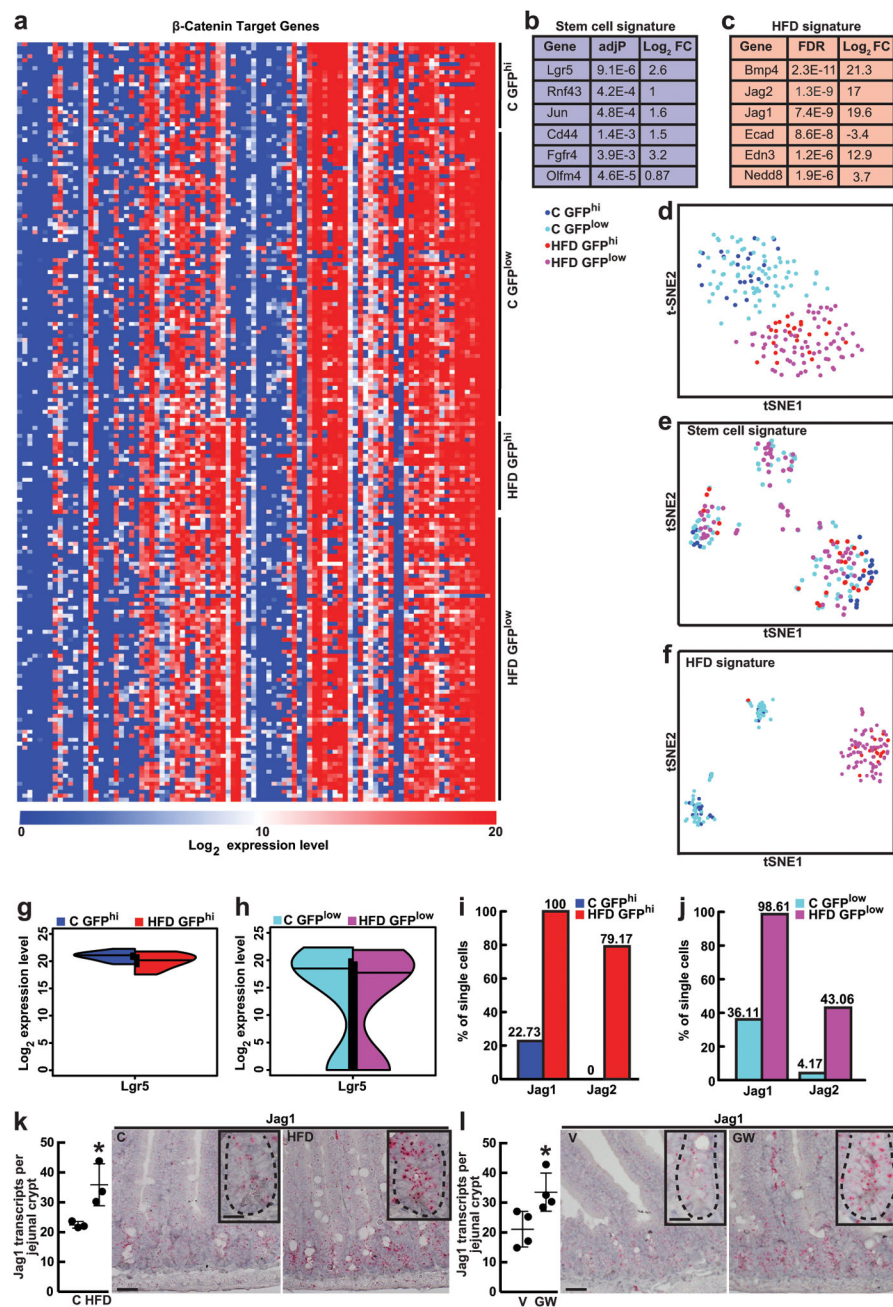 a
β-Catenin Target Genes
C GFPhi
C GFPlow
HFD GFPhi
HFD GFPlow
0 10 20
Log2 expression level
b Stem cell signature
Gene adjP Log2 FC
Lgr5 9.1E-6 2.6
Rnf43 4.2E-4 1
Jun 4.8E-4 1.6
Cd44 1.4E-3 1.5
Fgfr4 3.9E-3 3.2
Olfm4 4.6E-5 0.87
c HFD signature
Gene FDR Log2 FC
Bmp4 2.3E-11 21.3
Jag2 1.3E-9 17
Jag1 7.4E-9 19.6
Ecad 8.6E-8 -3.4
Edn3 1.2E-6 12.9
Nedd8 1.9E-6 3.7
C GFPhi
C GFPlow
HFD GFPhi
HFD GFPlow
d
t-SNE2
tSNE1
e
Stem cell signature
tSNE2
tSNE1
f
HFD signature
tSNE2
tSNE1
g
C GFPhi HFD GFPhi
Log2 expression level
25
20
15
10
5
0
Lgr5
h
C GFPlow HFD GFPlow
Log2 expression level
25
20
15
10
5
0
Lgr5
i
C GFPhi
HFD GFPhi
% of single cells
100
80
60
40
20
0
22.73
100
0
79.17
Jag1 Jag2
j
C GFPlow
HFD GFPlow
% of single cells
100
80
60
40
20
0
36.11
98.61
4.17
43.06
Jag1 Jag2
k
Jag1 transcripts per
jejunal crypt
50
40
30
20
10
0
*
C HFD
Jag1
C
HFD
l
Jag1 transcripts per
jejunal crypt
50
40
30
20
10
0
*
V GW
Jag1
V
GW